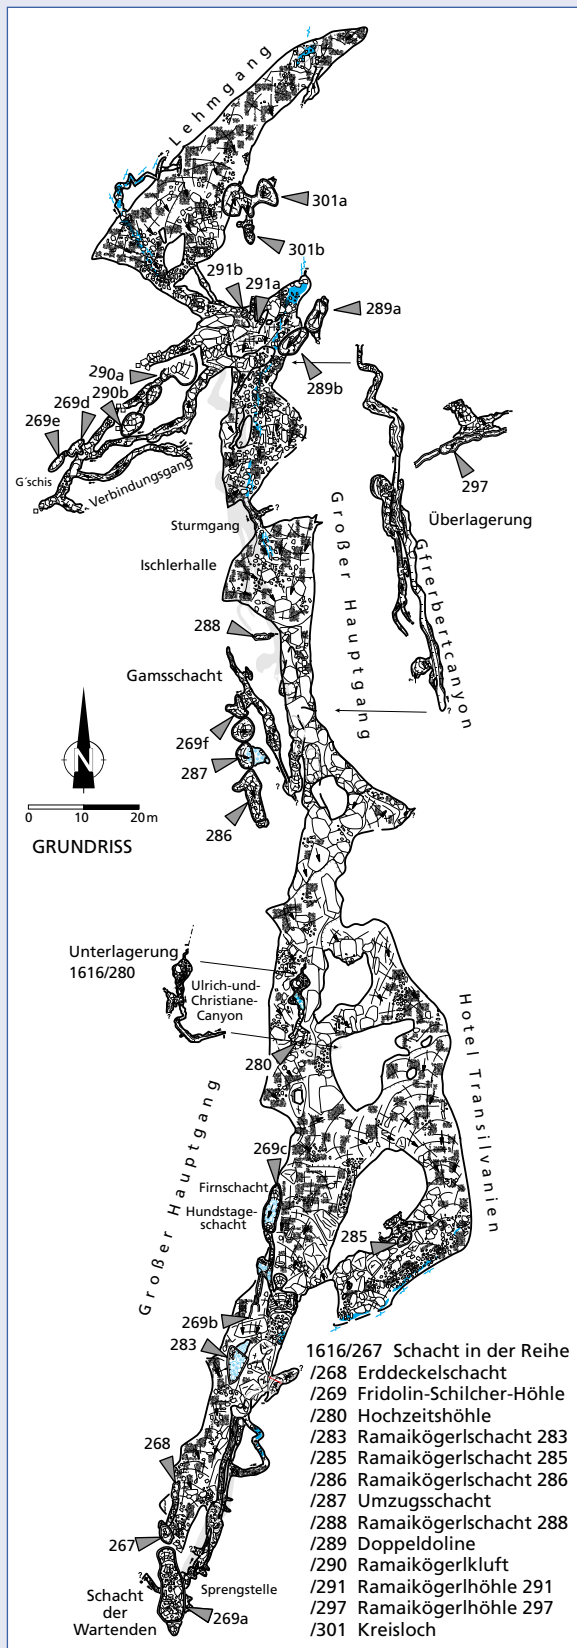 Lehmgang
301a
301b
291b
291a
289a
289b
290a
290b
269d
269e
G´schis
Verbindungsgang
297
Überlagerung
Sturmgang
Ischlerhalle
Großer Hauptgang
Gfrerbertcanyon
288
Gamsschacht
269f
287
286
N
0 10 20m
GRUNDRISS
Unterlagerung
1616/280
Ulrich-und-
Christiane-
Canyon
280
Hotel Transilvanien
Großer Hauptgang
269c
Firnschacht
Hundstage-
schacht
285
269b
283
268
267
Sprengstelle
Schacht
der
Wartenden
269a
1616/267 Schacht in der Reihe
/268 Erddeckelschacht
/269 Fridolin-Schilcher-Höhle
/280 Hochzeitshöhle
/283 Ramaikögerlschacht 283
/285 Ramaikögerlschacht 285
/286 Ramaikögerlschacht 286
/287 Umzugsschacht
/288 Ramaikögerlschacht 288
/289 Doppeldoline
/290 Ramaikögerlkluft
/291 Ramaikögerlhöhle 291
/297 Ramaikögerlhöhle 297
/301 Kreisloch